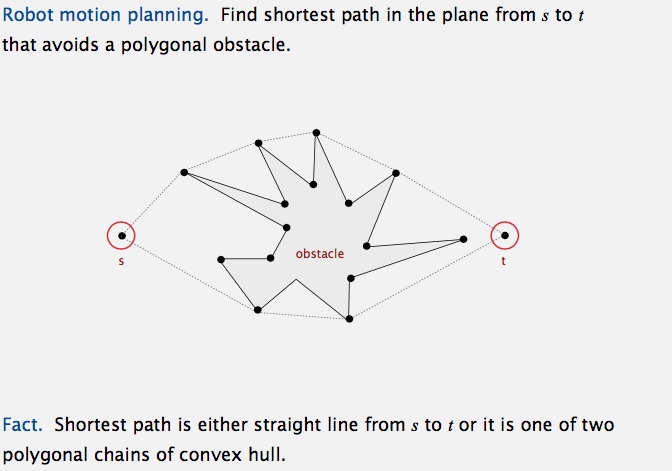 Robot motion planning. Find shortest path in the plane from s to t
that avoids a polygonal obstacle.
obstacle
s
t
Fact. Shortest path is either straight line from s to t or it is one of two
polygonal chains of convex hull.